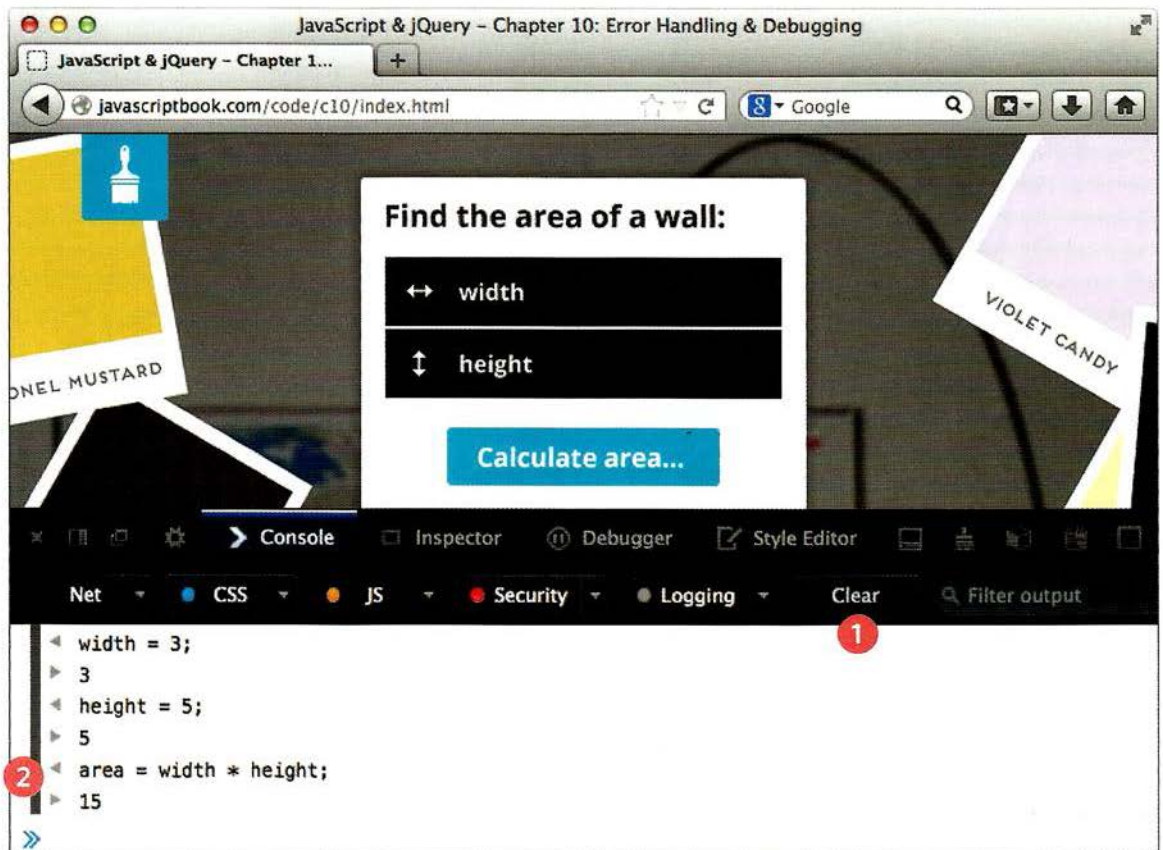 JavaScript & jQuery – Chapter 10: Error Handling & Debugging
JavaScript & jQuery – Chapter 1...
+
javascriptbook.com/code/c10/index.html
8 Google
Find the area of a wall:
width
height
Calculate area...
ONEL MUSTARD
VIOLET CANDY
Console Inspector Debugger Style Editor
Net CSS JS Security Logging Clear Filter output
1
width = 3;
3
height = 5;
5
2 area = width * height;
15